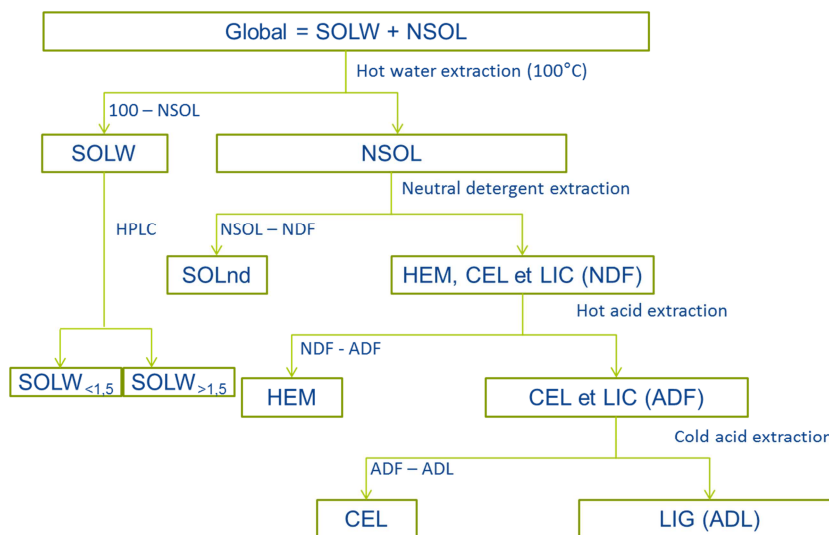 Global = SOLW + NSOL
Hot water extraction (100°C)
100 – NSOL
SOLW
NSOL
Neutral detergent extraction
HPLC
NSOL – NDF
SOLnd
HEM, CEL et LIC (NDF)
Hot acid extraction
NDF - ADF
SOLW <1,5
SOLW >1,5
HEM
CEL et LIC (ADF)
Cold acid extraction
ADF – ADL
CEL
LIG (ADL)